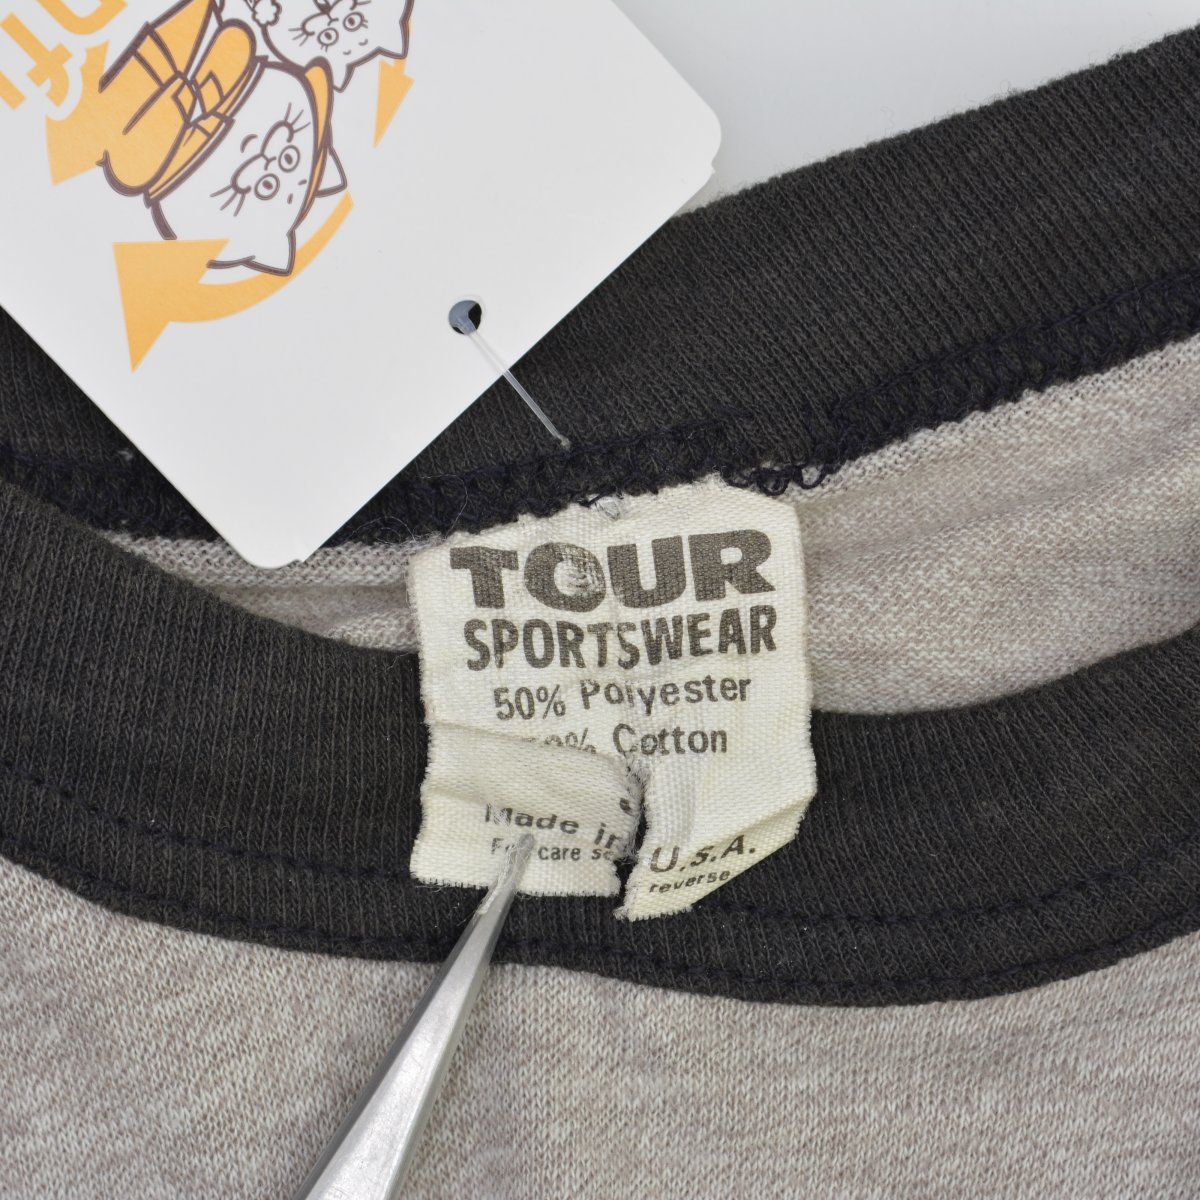 TOUR
SPORTSWEAR
50% Polyester
Cotton
Made in U.S.A.
care
reverse